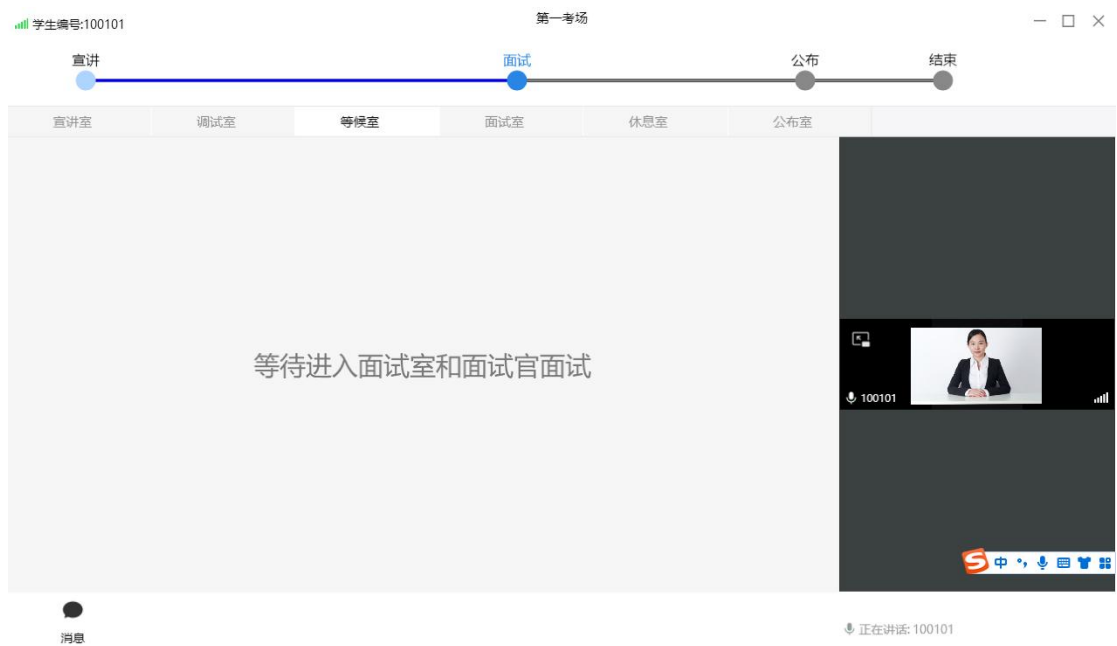 学生编号:100101
第一考场
宣讲
面试
公布
结束
宣讲室 调试室 等候室 面试室 休息室 公布室
等待进入面试室和面试官面试
100101
S 中
消息
正在讲话: 100101